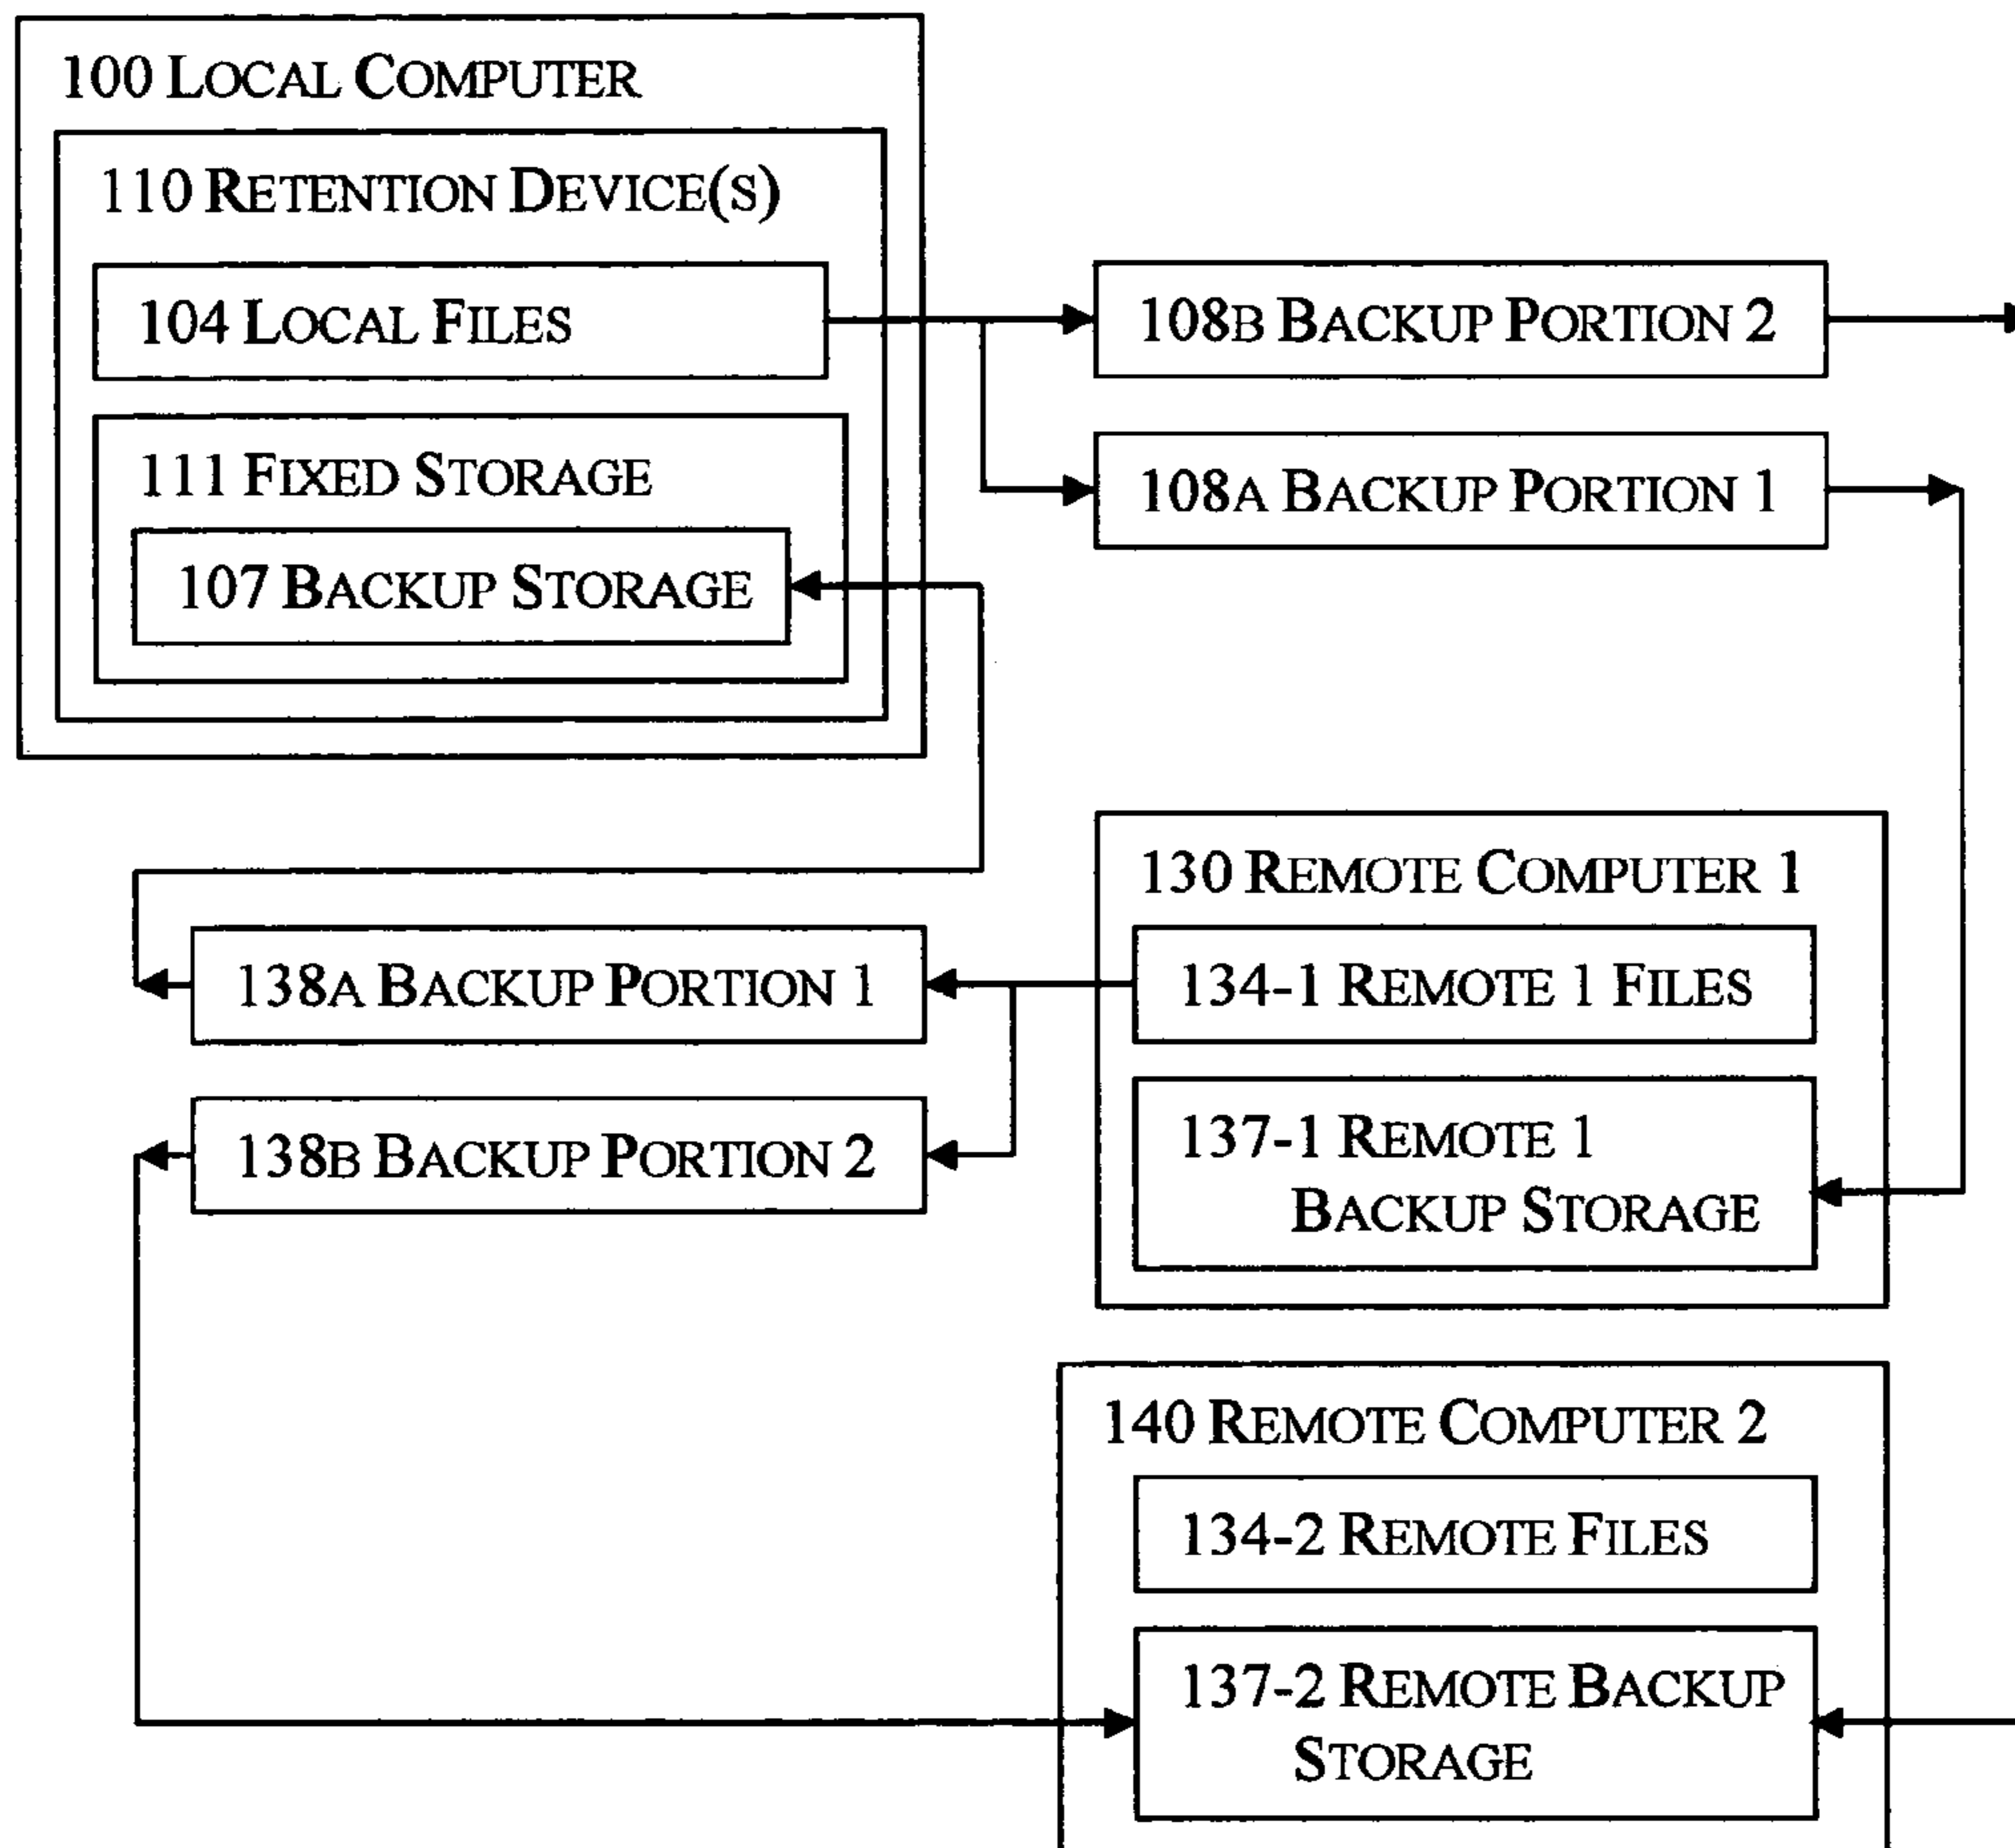 100 LOCAL COMPUTER
110 RETENTION DEVICE(S)
104 LOCAL FILES
111 FIXED STORAGE
107 BACKUP STORAGE
108B BACKUP PORTION 2
108A BACKUP PORTION 1
130 REMOTE COMPUTER 1
134-1 REMOTE 1 FILES
137-1 REMOTE 1
BACKUP STORAGE
138A BACKUP PORTION 1
138B BACKUP PORTION 2
140 REMOTE COMPUTER 2
134-2 REMOTE FILES
137-2 REMOTE BACKUP
STORAGE